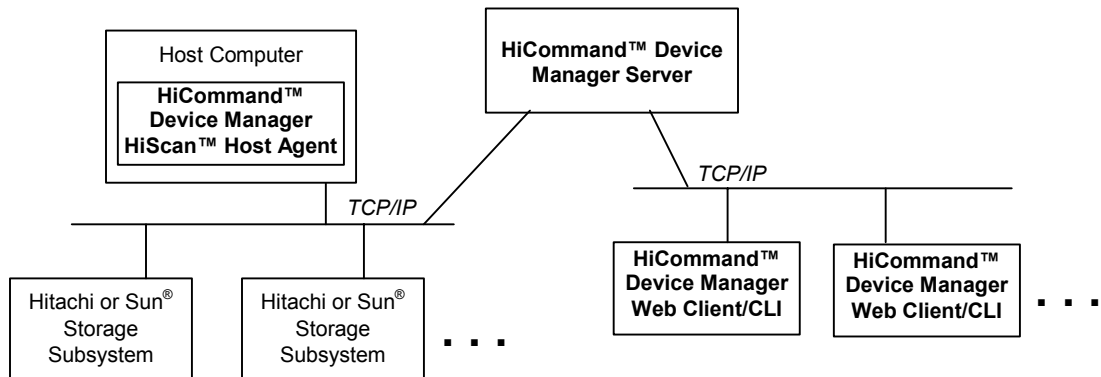 Host Computer
HiCommand™
Device Manager
HiScan™ Host Agent
HiCommand™ Device
Manager Server
TCP/IP
TCP/IP
Hitachi or Sun®
Storage
Subsystem
Hitachi or Sun®
Storage
Subsystem
. . .
HiCommand™
Device Manager
Web Client/CLI
HiCommand™
Device Manager
Web Client/CLI
. . .